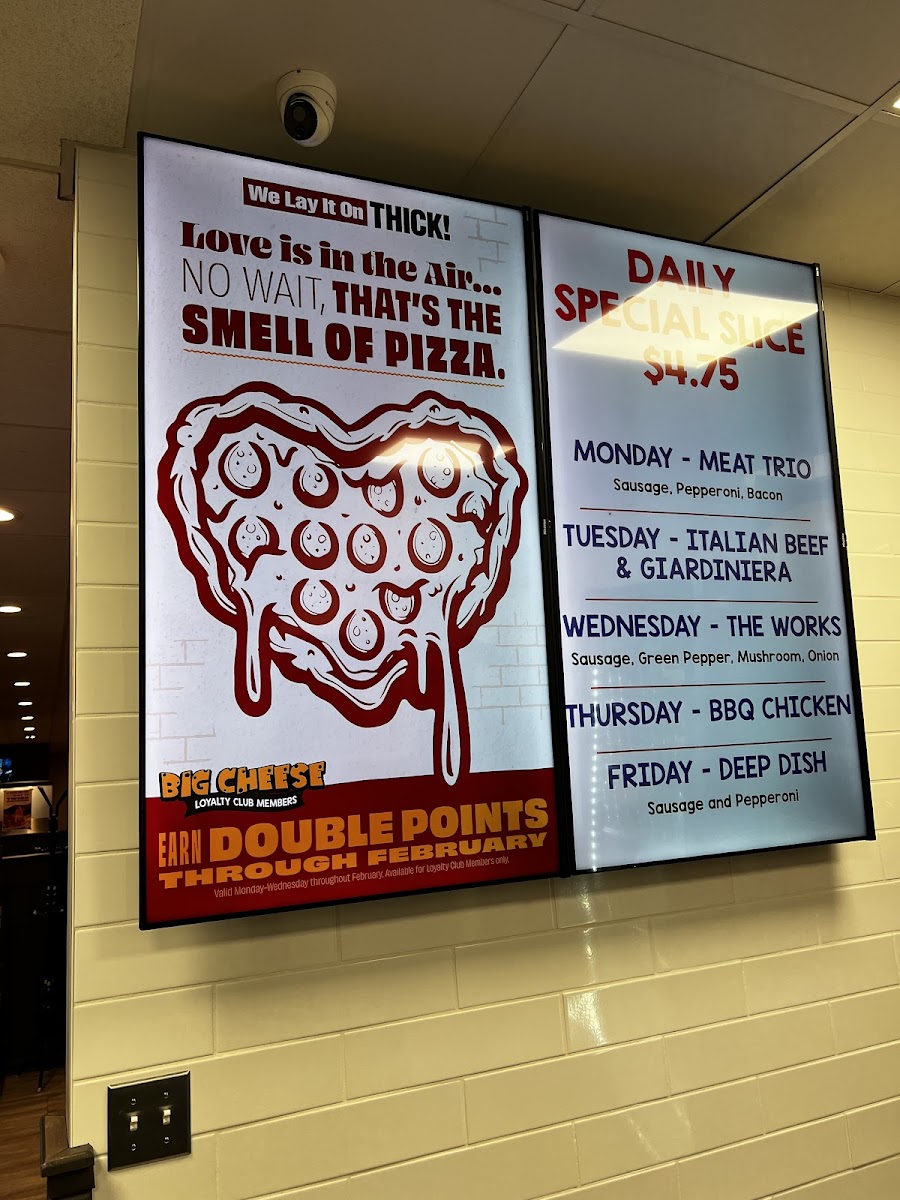 We Lay It On THICK!
Love is in the Air...
NO WAIT, THAT'S THE
SMELL OF PIZZA.
BIG CHEESE
LOYALTY CLUB MEMBERS
EARN DOUBLE POINTS
THROUGH FEBRUARY
Valid Monday-Wednesday throughout February. Available for Loyalty Club Members only.
DAILY
SPECIAL SLICE
$4.75
MONDAY - MEAT TRIO
Sausage, Pepperoni, Bacon
TUESDAY - ITALIAN BEEF
& GIARDINIERA
WEDNESDAY - THE WORKS
Sausage, Green Pepper, Mushroom, Onion
THURSDAY - BBQ CHICKEN
FRIDAY - DEEP DISH
Sausage and Pepperoni